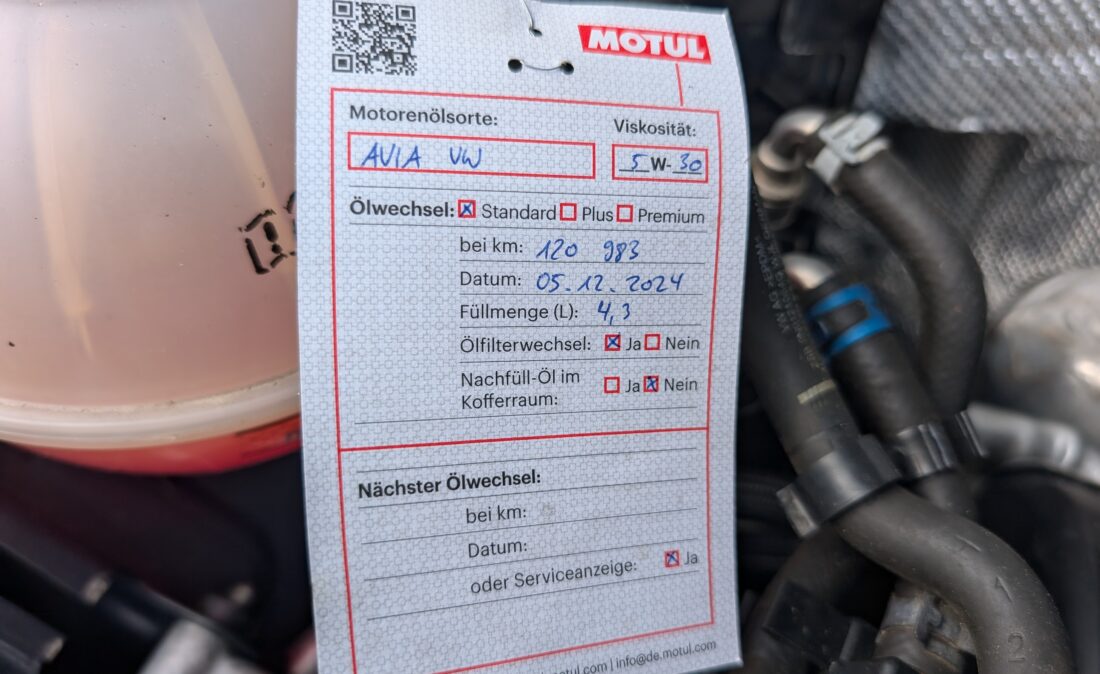 MOTUL
Motorenölsorte:
Viskosität:
AVIA VW
5 W- 30
Ölwechsel: Standard Plus Premium
bei km: 120 983
Datum: 05.12.2024
Füllmenge (L): 4,3
Ölfilterwechsel: Ja Nein
Nachfüll-Öl im
Kofferraum: Ja Nein
Nächster Ölwechsel:
bei km:
Datum:
oder Serviceanzeige: Ja
motul.com | info@de.motul.com
2